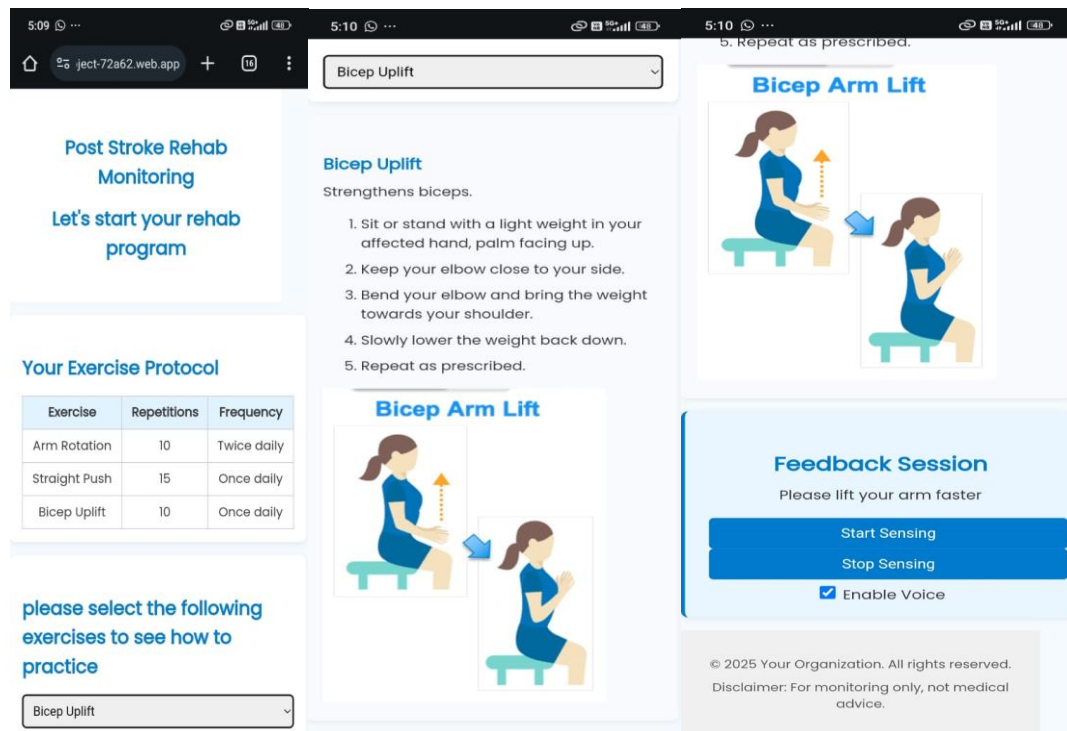 5:09 ...
50+
48
ject-72a62.web.app
16
Post Stroke Rehab
Monitoring
Let's start your rehab
program
Your Exercise Protocol
Exercise Repetitions Frequency
Arm Rotation 10 Twice daily
Straight Push 15 Once daily
Bicep Uplift 10 Once daily
please select the following
exercises to see how to
practice
Bicep Uplift
5:10 ...
48
Bicep Uplift
Bicep Uplift
Strengthens biceps.
1. Sit or stand with a light weight in your
affected hand, palm facing up.
2. Keep your elbow close to your side.
3. Bend your elbow and bring the weight
towards your shoulder.
4. Slowly lower the weight back down.
5. Repeat as prescribed.
Bicep Arm Lift
5:10 ...
48
5. Repeat as prescribed.
Bicep Arm Lift
Feedback Session
Please lift your arm faster
Start Sensing
Stop Sensing
Enable Voice
© 2025 Your Organization. All rights reserved.
Disclaimer: For monitoring only, not medical
advice.